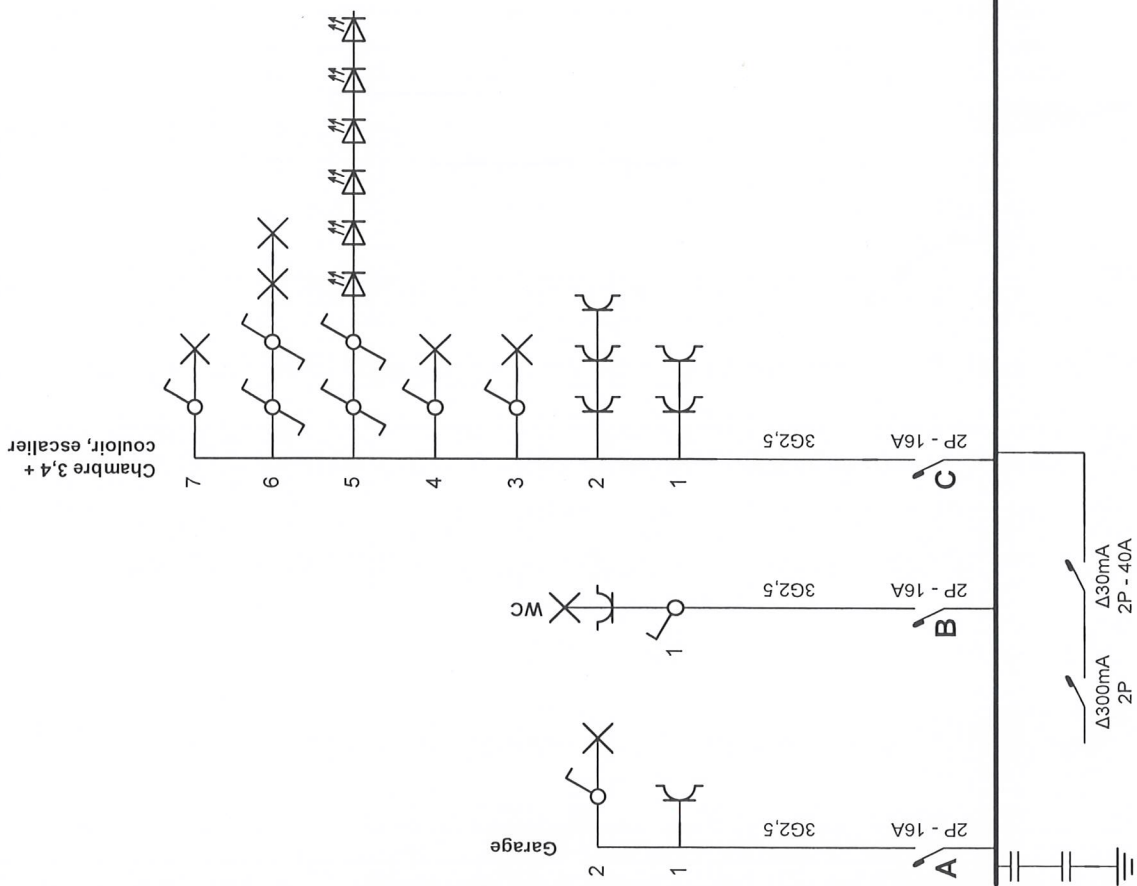 Chambre 3,4 +
couloir, escalier
7
6
5
4
3
2
1
3G2,5
2P - 16A
C
WC
1
3G2,5
2P - 16A
B
Garage
2
1
3G2,5
2P - 16A
A
Δ30mA
2P - 40A
Δ300mA
2P